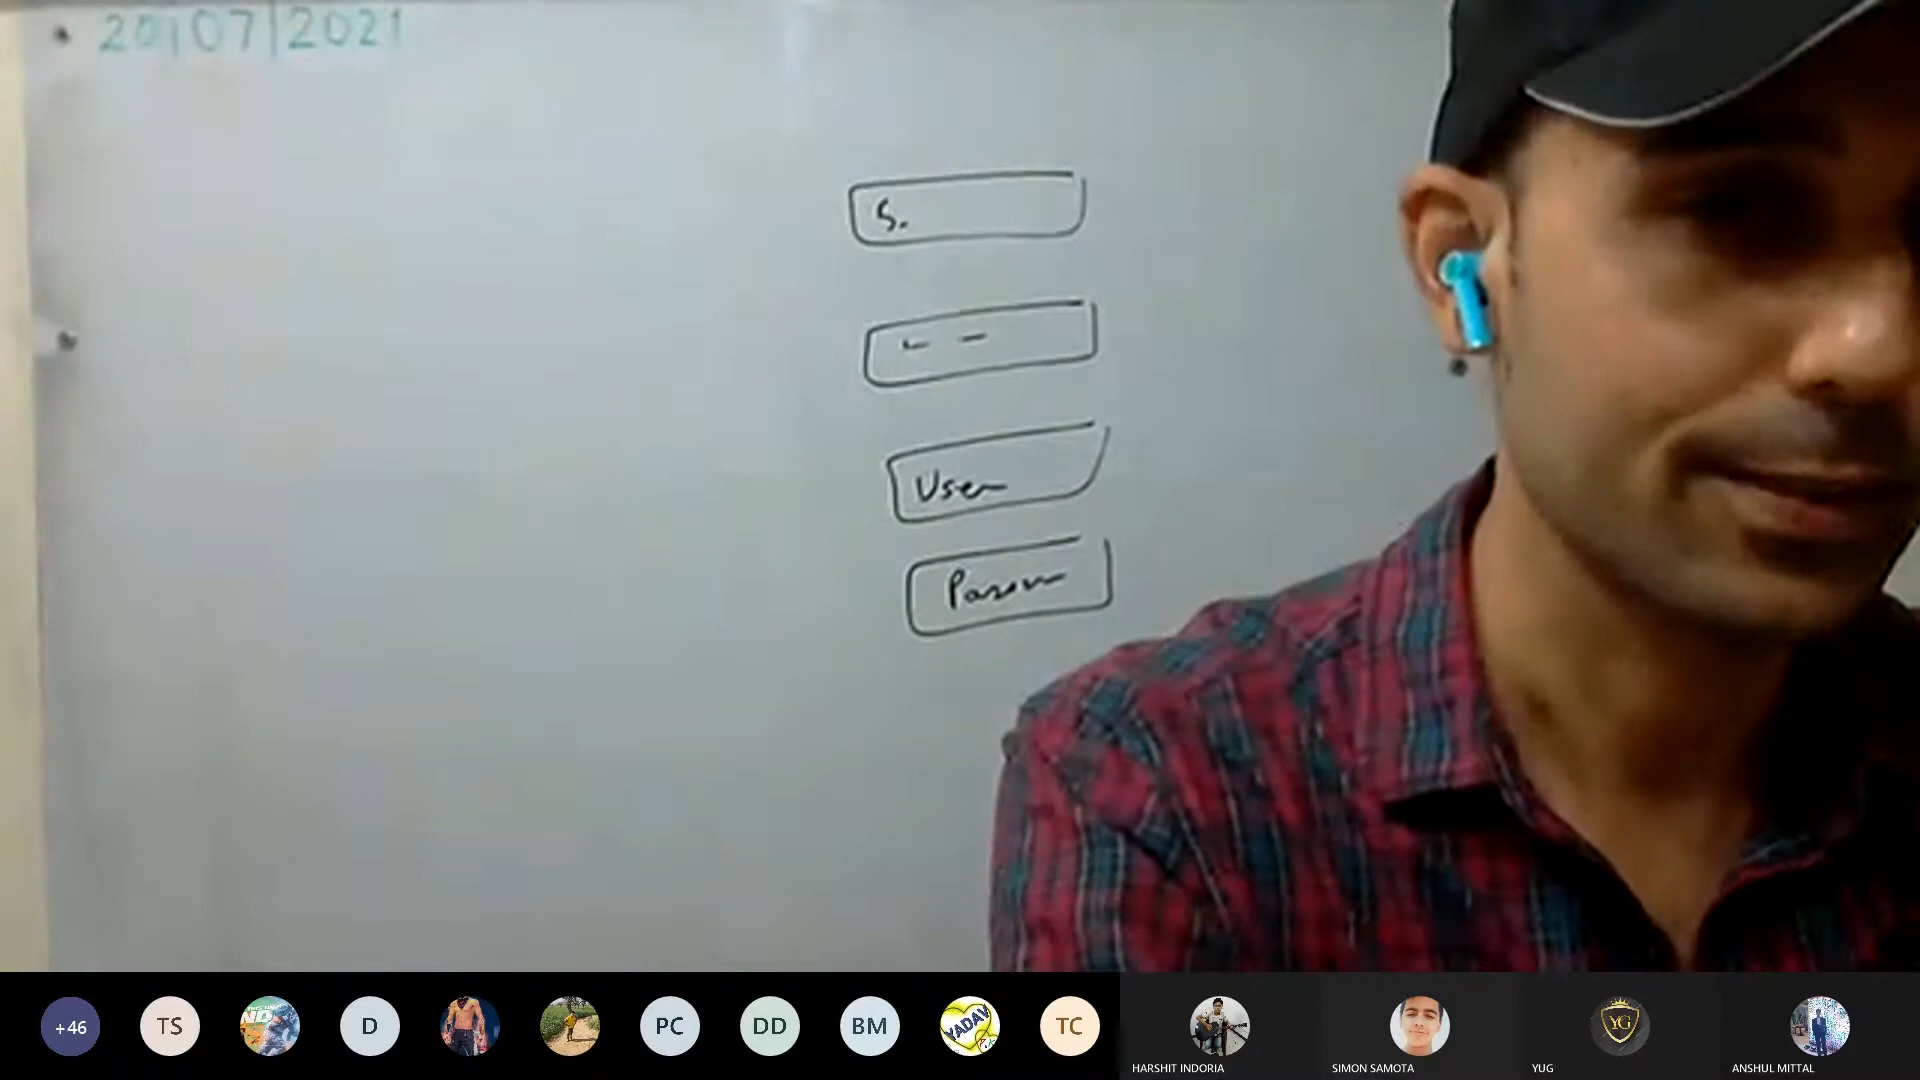 20/07/2021
S.
User
+46
TS
D
PC
DD
BM
YADAV
TC
YG
HARSHIT INDORIA
SIMON SAMOTA
YUG
ANSHUL MITTAL